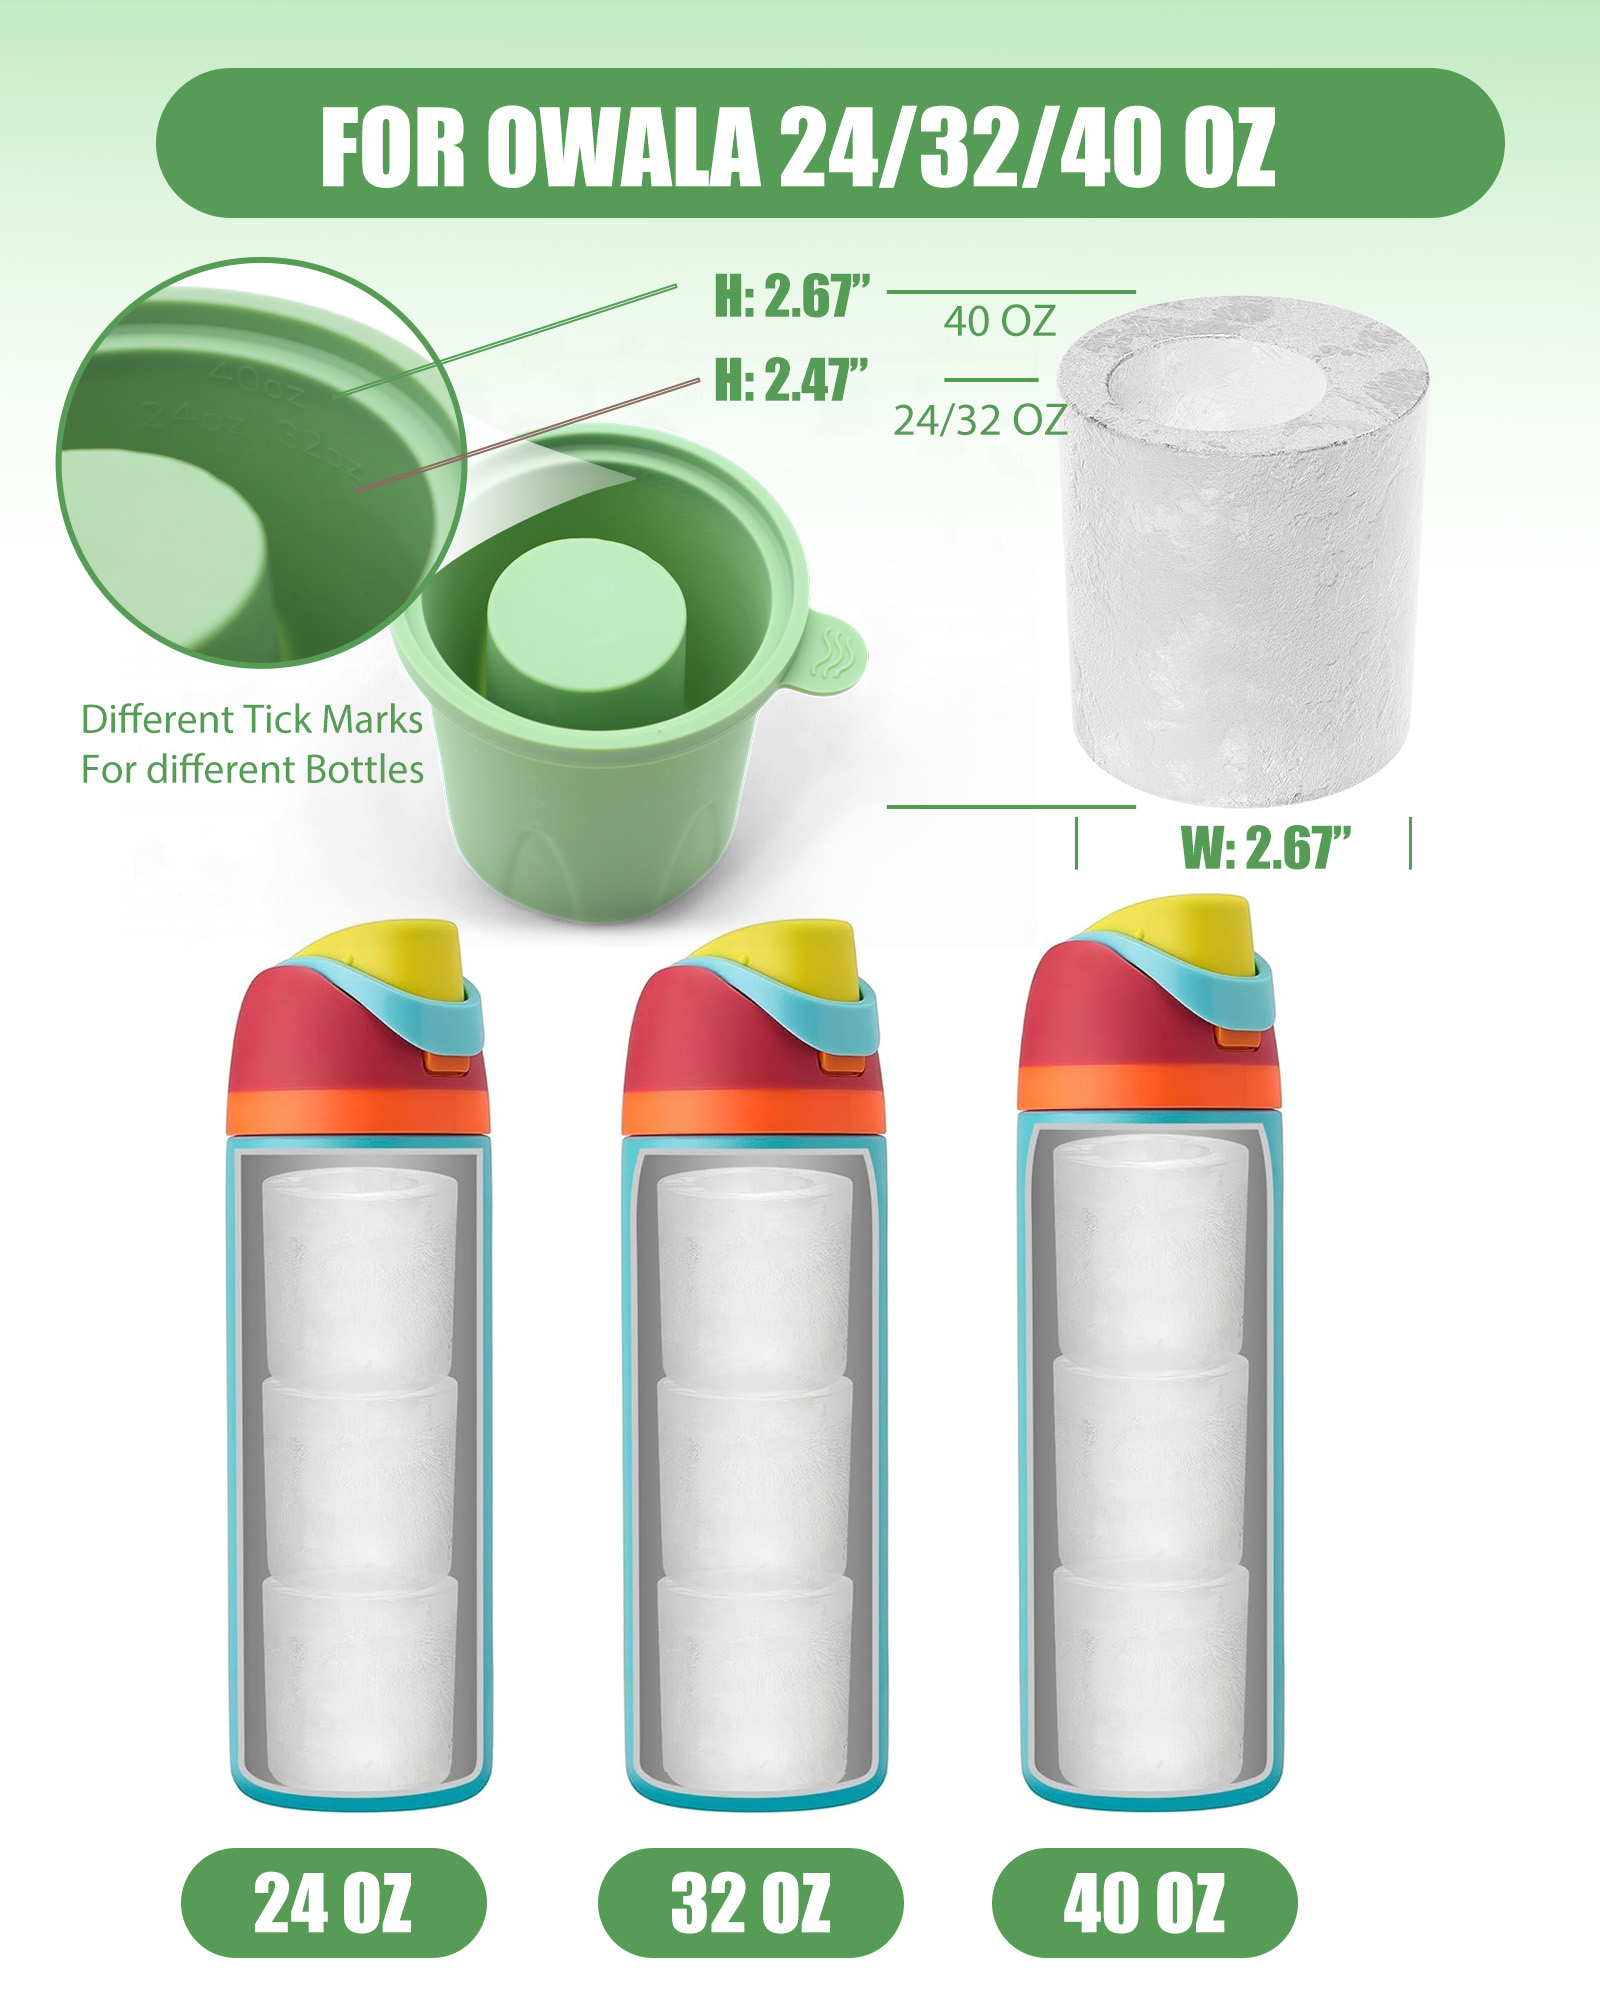 FOR OWALA 24/32/40 OZ
H: 2.67”
40 OZ
H: 2.47”
24/32 OZ
40oz
24oz 32oz
Different Tick Marks
For different Bottles
W: 2.67”
24 OZ
32 OZ
40 OZ